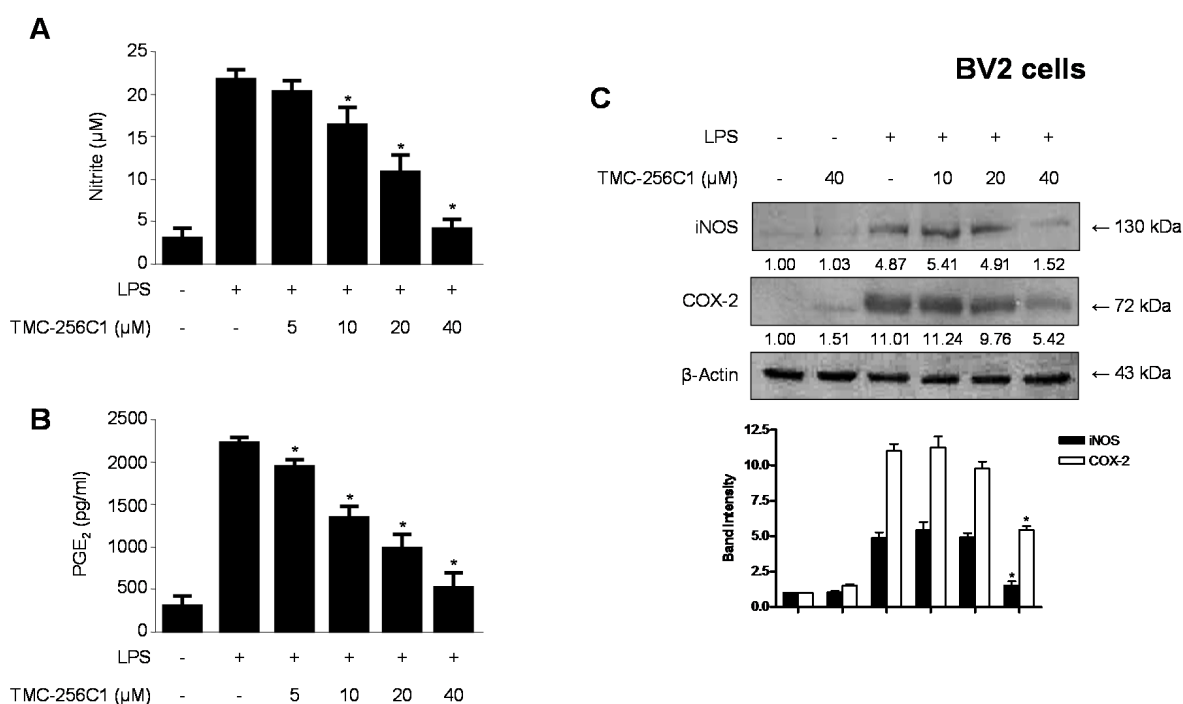 A
25
20
15
10
5
0
Nitrite (µM)
* * *
LPS - + + + + +
TMC-256C1 (µM) - - 5 10 20 40
B
2500
2000
1500
1000
500
0
PGE₂ (pg/ml)
* * * *
LPS - + + + + +
TMC-256C1 (µM) - - 5 10 20 40
BV2 cells
C
LPS - - + + + +
TMC-256C1 (µM) - 40 - 10 20 40
iNOS ← 130 kDa
1.00 1.03 4.87 5.41 4.91 1.52
COX-2 ← 72 kDa
1.00 1.51 11.01 11.24 9.76 5.42
β-Actin ← 43 kDa
12.5
10.0
7.5
5.0
2.5
0.0
Band intensity
* *
iNOS
COX-2